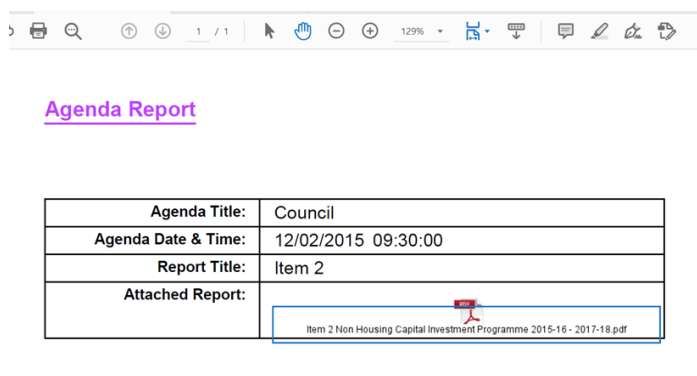 1 / 1
129%
Agenda Report
Agenda Title: Council
Agenda Date & Time: 12/02/2015 09:30:00
Report Title: Item 2
Attached Report:
PDF
Item 2 Non Housing Capital Investment Programme 2015-16 - 2017-18.pdf